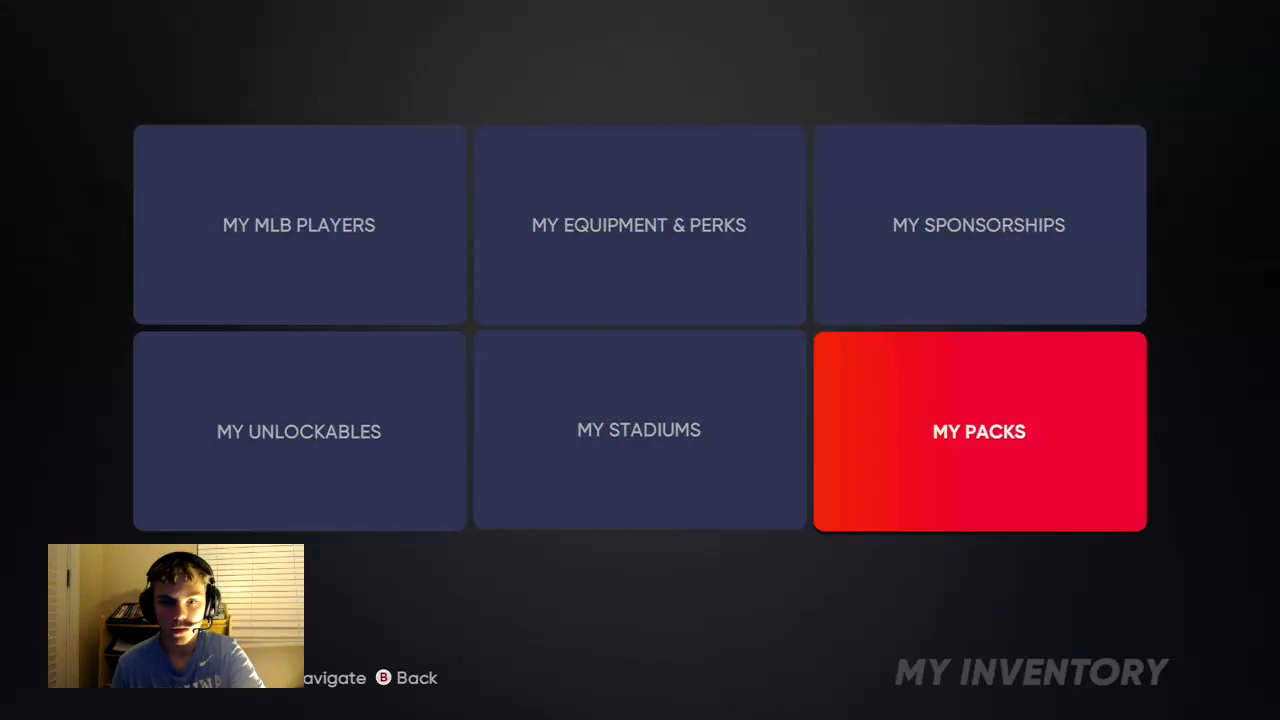 MY MLB PLAYERS
MY EQUIPMENT & PERKS
MY SPONSORSHIPS
MY UNLOCKABLES
MY STADIUMS
MY PACKS
avigate B Back
MY INVENTORY